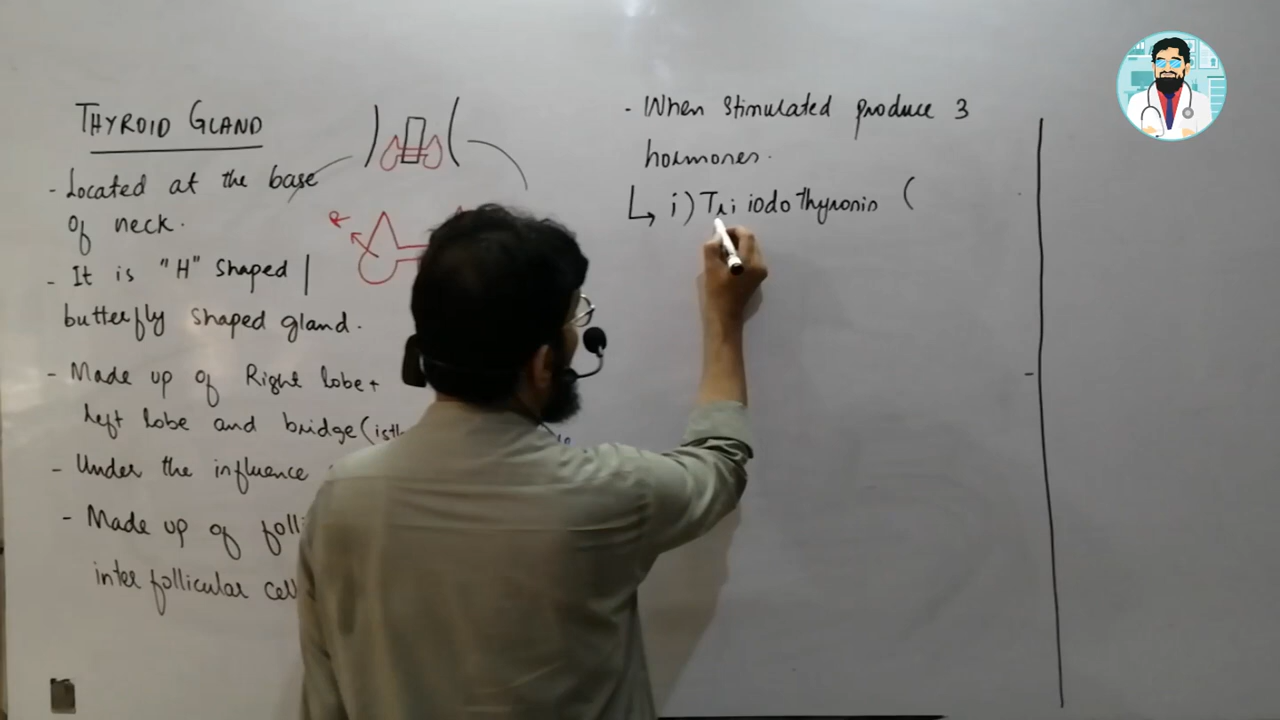 THYROID GLAND
- Located at the base
of neck.
- It is "H" shaped |
butterfly shaped gland.
- Made up of Right lobe +
left lobe and bridge (isth
- Under the influence
- Made up of foll
inter follicular cel
R
- When stimulated produce 3
hormones.
↳ i) Tri iodo thyronin (